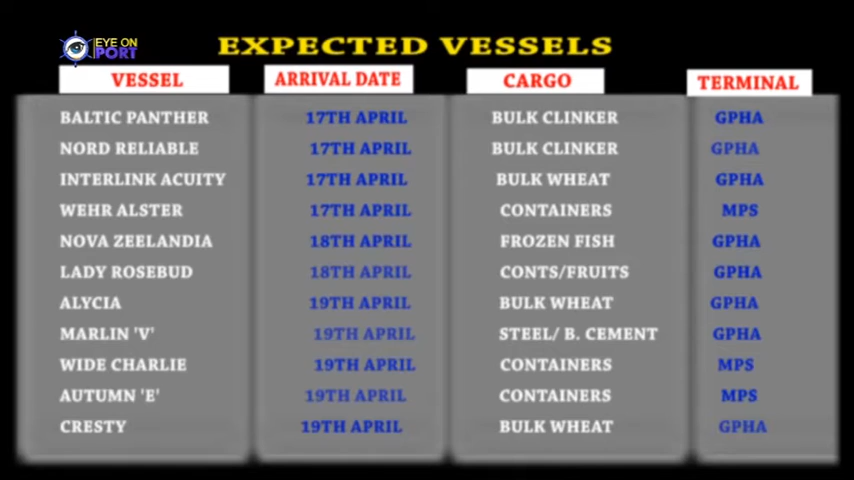 EYE ON
PORT
EXPECTED VESSELS
VESSEL ARRIVAL DATE CARGO TERMINAL
BALTIC PANTHER 17TH APRIL BULK CLINKER GPHA
NORD RELIABLE 17TH APRIL BULK CLINKER GPHA
INTERLINK ACUITY 17TH APRIL BULK WHEAT GPHA
WEHR ALSTER 17TH APRIL CONTAINERS MPS
NOVA ZEELANDIA 18TH APRIL FROZEN FISH GPHA
LADY ROSEBUD 18TH APRIL CONTS/FRUITS GPHA
ALYCIA 19TH APRIL BULK WHEAT GPHA
MARLIN 'V' 19TH APRIL STEEL/ B. CEMENT GPHA
WIDE CHARLIE 19TH APRIL CONTAINERS MPS
AUTUMN 'E' 19TH APRIL CONTAINERS MPS
CRESTY 19TH APRIL BULK WHEAT GPHA